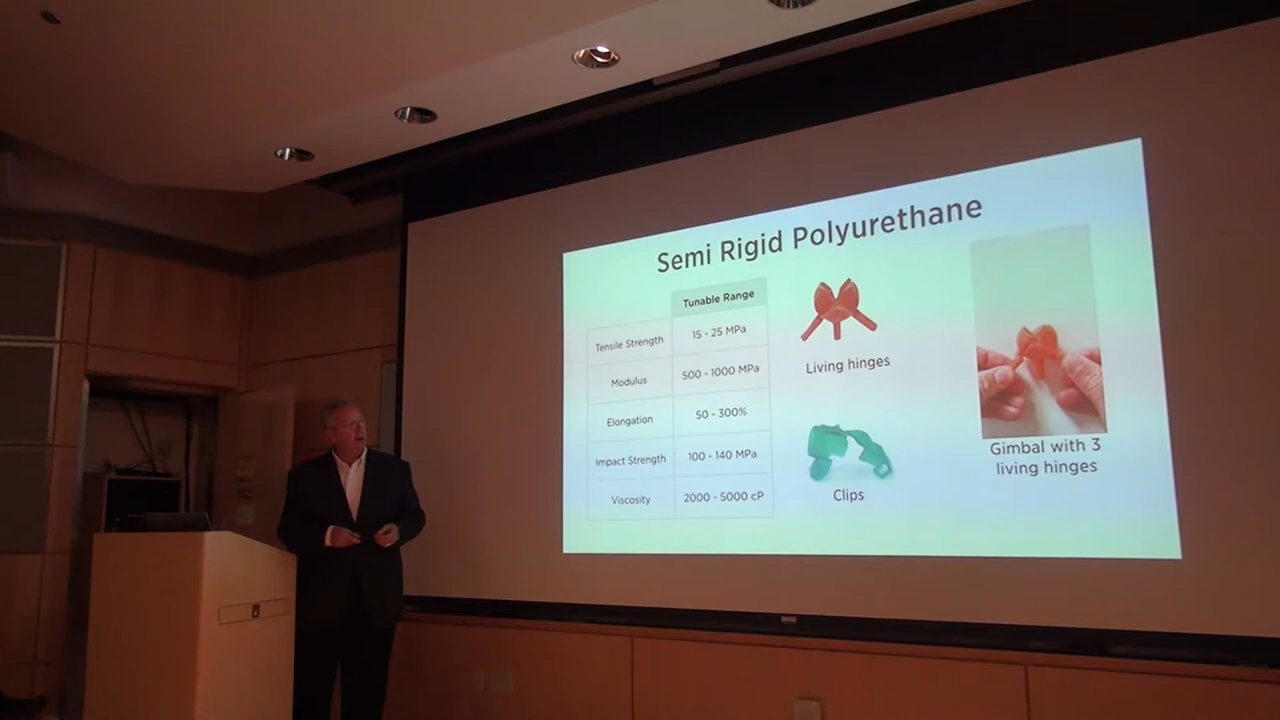 Semi Rigid Polyurethane
Tunable Range
Tensile Strength 15 - 25 MPa
Modulus 500 - 1000 MPa
Elongation 50 - 300%
Impact Strength 100 - 140 MPa
Viscosity 2000 - 5000 cP
Living hinges
Clips
Gimbal with 3
living hinges